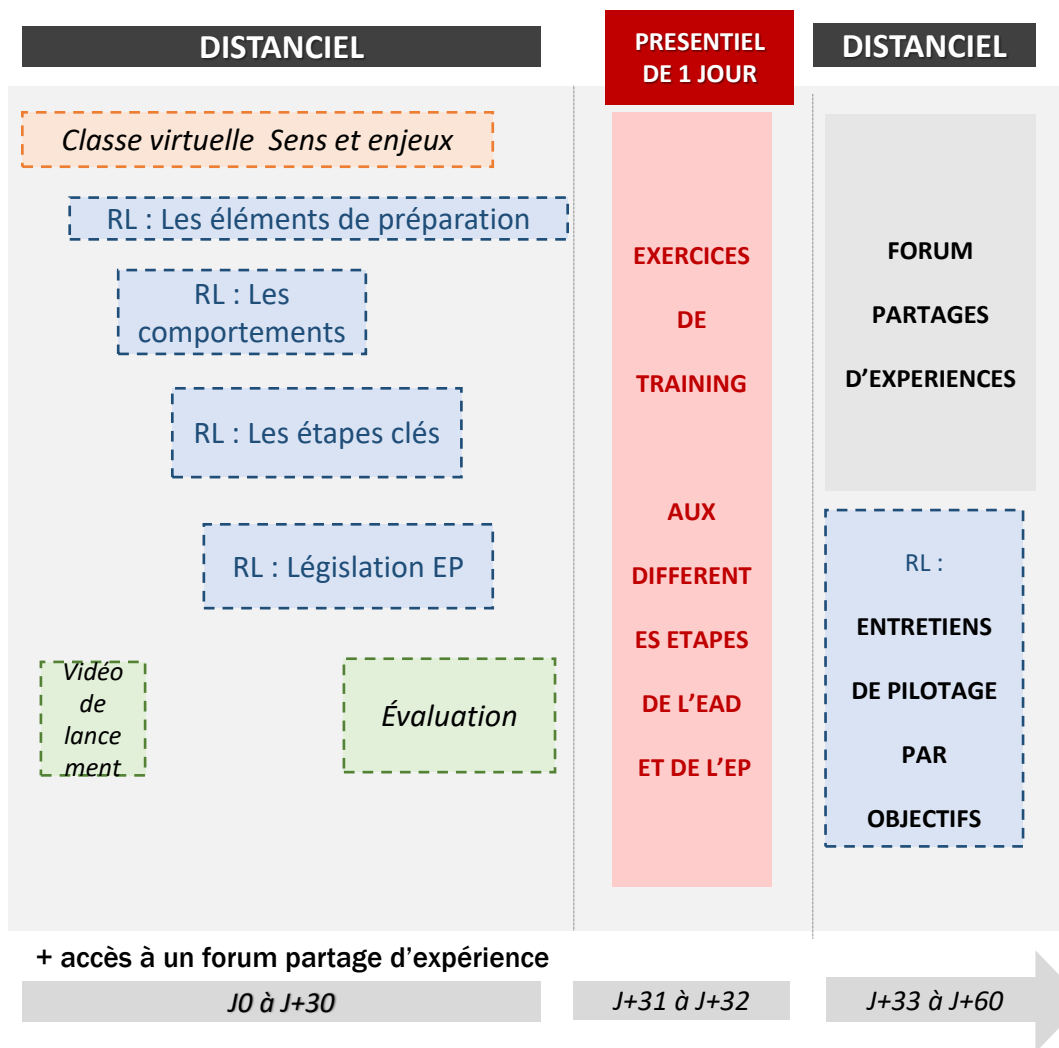 DISTANCIEL
Classe virtuelle  Sens et enjeux
RL : Les éléments de préparation
RL : Les
comportements
RL : Les étapes clés
RL : Législation EP
Vidéo
de
lance
ment
Évaluation
PRESENTIEL
DE 1 JOUR
EXERCICES
DE
TRAINING
AUX
DIFFERENT
ES ETAPES
DE L’EAD
ET DE L’EP
DISTANCIEL
FORUM
PARTAGES
D’EXPERIENCES
RL :
ENTRETIENS
DE PILOTAGE
PAR
OBJECTIFS
+ accès à un forum partage d’expérience
J0 à J+30
J+31 à J+32
J+33 à J+60